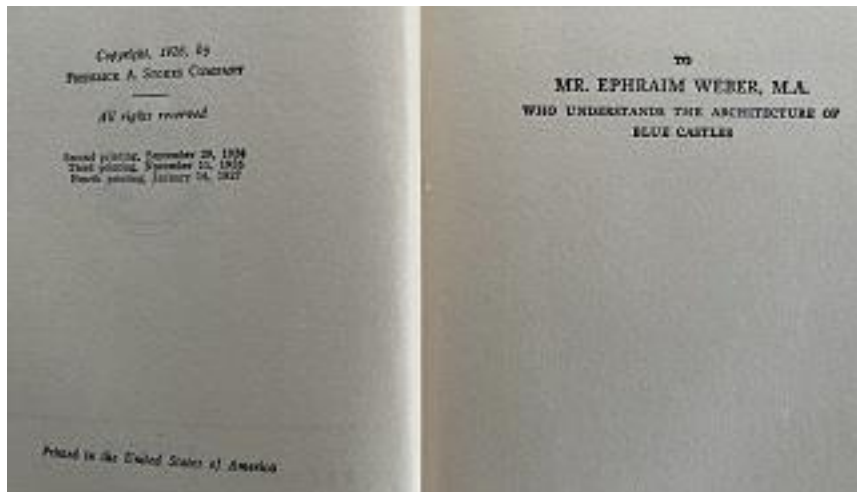 Copyright, 1926, by
Frederick A. Stokes Company
All rights reserved
Second printing, September 29, 1926
Third printing, November 11, 1926
Fourth printing, January 14, 1927
Printed in the United States of America
TO
MR. EPHRAIM WEBER, M.A.
WHO UNDERSTANDS THE ARCHITECTURE OF
BLUE CASTLES